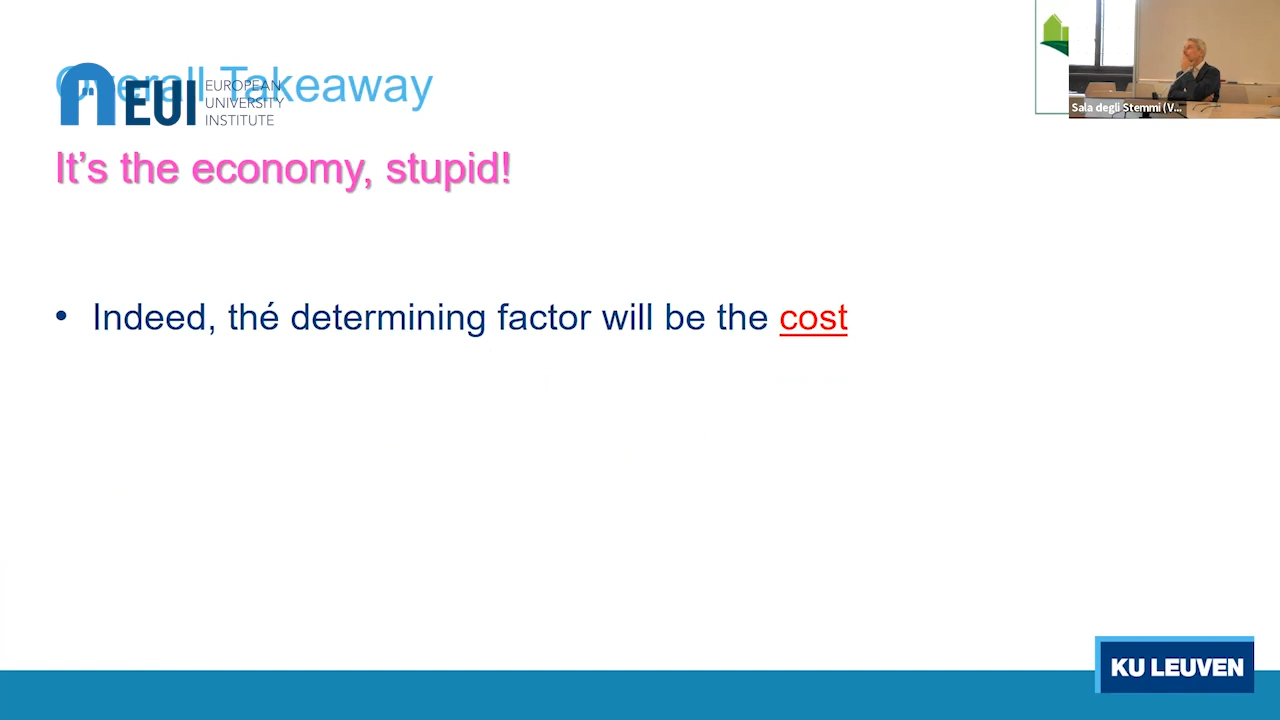 Overall Takeaway
EUI
EUROPEAN
UNIVERSITY
INSTITUTE
It's the economy, stupid!
• Indeed, thé determining factor will be the cost
Sala degli Stemmi (V...
KU LEUVEN